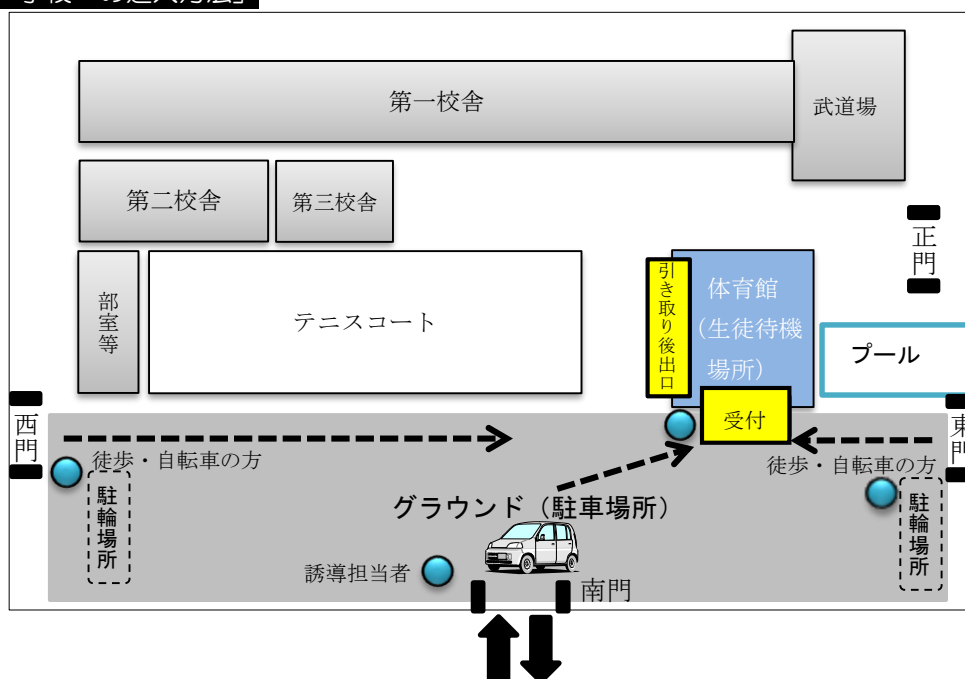 第一校舎
武道場
第二校舎
第三校舎
正門
部室等
テニスコート
引き取り後出口
体育館
（生徒待機
場所）
プール
受付
西門
東門
徒歩・自転車の方
徒歩・自転車の方
駐輪場所
グラウンド（駐車場所）
駐輪場所
誘導担当者
南門